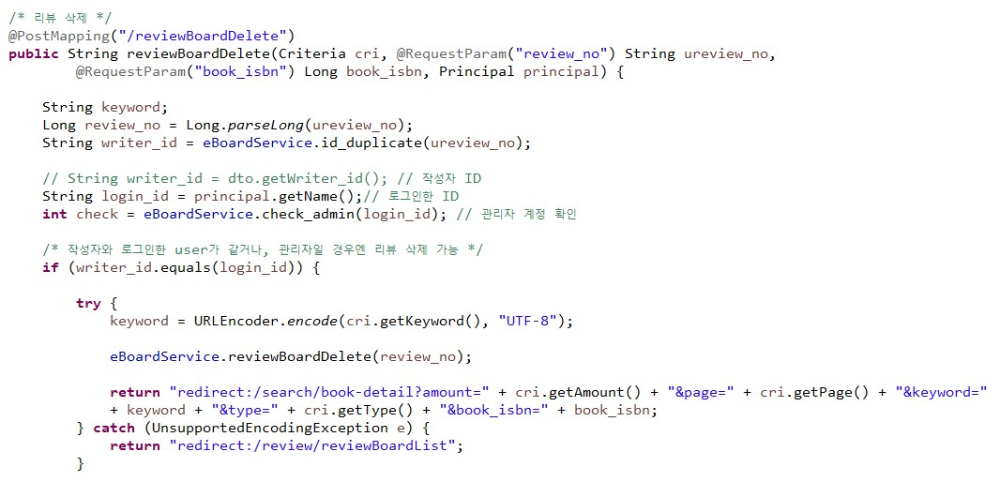 /* 리뷰 삭제 */
@PostMapping("/reviewBoardDelete")
public String reviewBoardDelete(Criteria cri, @RequestParam("review_no") String ureview_no,
        @RequestParam("book_isbn") Long book_isbn, Principal principal) {

    String keyword;
    Long review_no = Long.parseLong(ureview_no);
    String writer_id = eBoardService.id_duplicate(ureview_no);

    // String writer_id = dto.getWriter_id(); // 작성자 ID
    String login_id = principal.getName();// 로그인한 ID
    int check = eBoardService.check_admin(login_id); // 관리자 계정 확인

    /* 작성자와 로그인한 user가 같거나, 관리자일 경우엔 리뷰 삭제 가능 */
    if (writer_id.equals(login_id)) {

        try {
            keyword = URLEncoder.encode(cri.getKeyword(), "UTF-8");

            eBoardService.reviewBoardDelete(review_no);

            return "redirect:/search/book-detail?amount=" + cri.getAmount() + "&page=" + cri.getPage() + "&keyword="
            + keyword + "&type=" + cri.getType() + "&book_isbn=" + book_isbn;
        } catch (UnsupportedEncodingException e) {
            return "redirect:/review/reviewBoardList";
        }